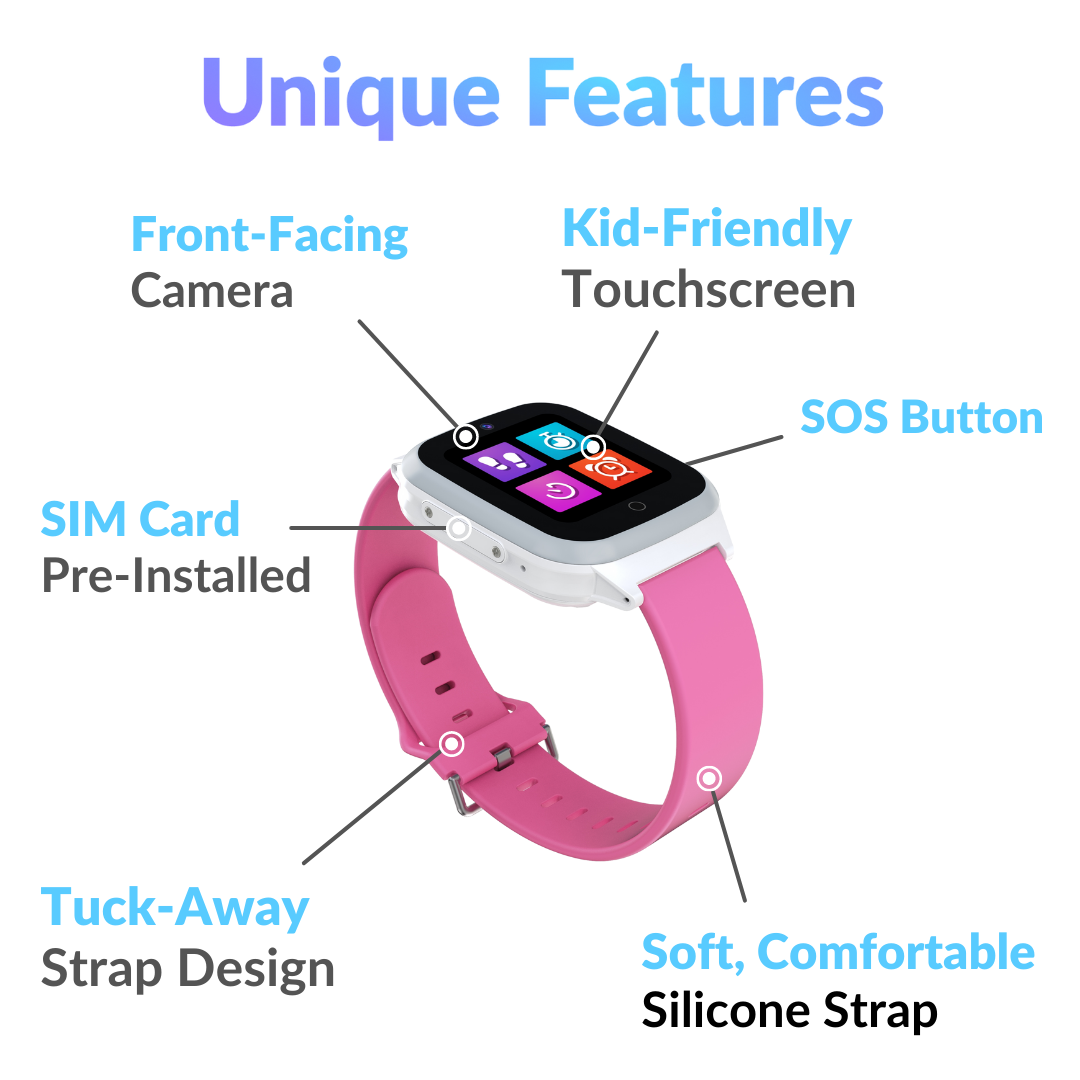 Unique Features
Front-Facing
Camera
Kid-Friendly
Touchscreen
SOS Button
SIM Card
Pre-Installed
Tuck-Away
Strap Design
Soft, Comfortable
Silicone Strap